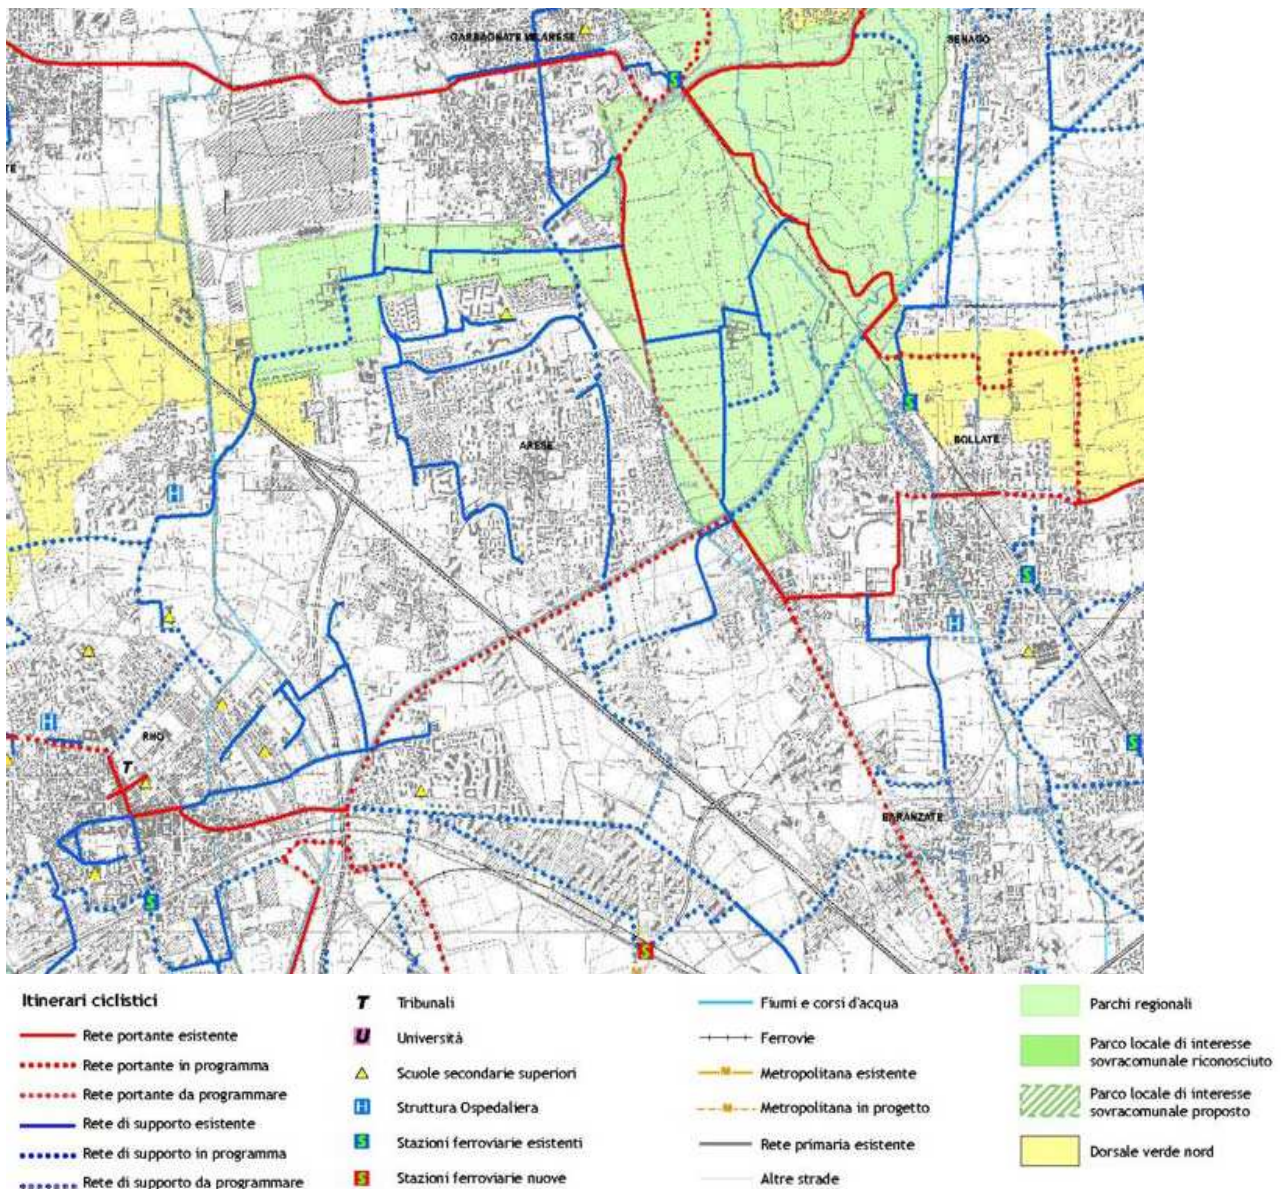 GARBAGNATE MILANESE
SENAGO
TE
S
ARESE
S
BOLLATE
H
S
H
H
RHO
T
S
BARANZATE
S
S
M
Itinerari ciclistici
Rete portante esistente
Rete portante in programma
Rete portante da programmare
Rete di supporto esistente
Rete di supporto in programma
Rete di supporto da programmare
T Tribunali
U Università
Scuole secondarie superiori
H Struttura Ospedaliera
S Stazioni ferroviarie esistenti
S Stazioni ferroviarie nuove
Fiumi e corsi d'acqua
Ferrovie
M Metropolitana esistente
M Metropolitana in progetto
Rete primaria esistente
Altre strade
Parchi regionali
Parco locale di interesse
sovracomunale riconosciuto
Parco locale di interesse
sovracomunale proposto
Dorsale verde nord